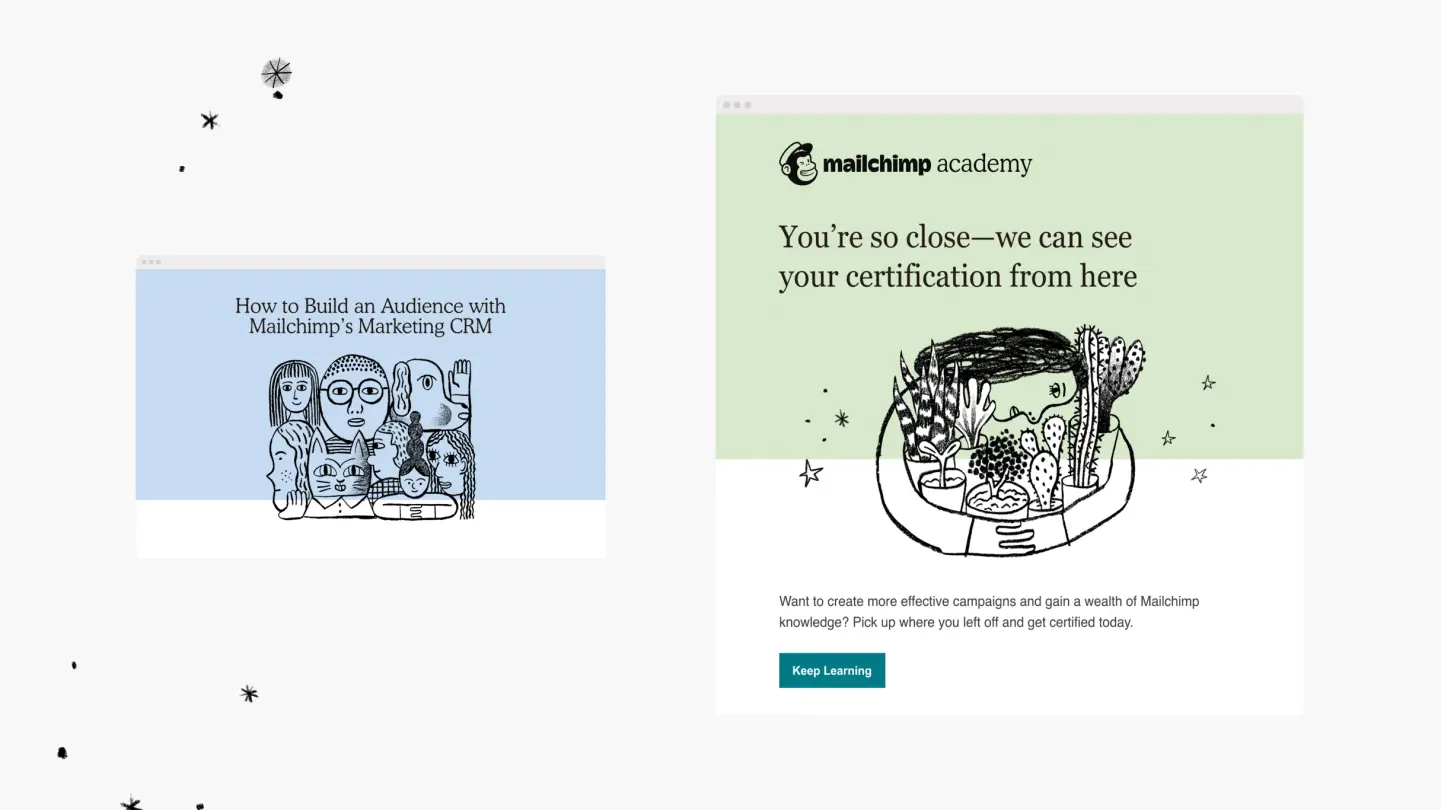 How to Build an Audience with
Mailchimp’s Marketing CRM
mailchimp academy
You’re so close—we can see
your certification from here
Want to create more effective campaigns and gain a wealth of Mailchimp
knowledge? Pick up where you left off and get certified today.
Keep Learning